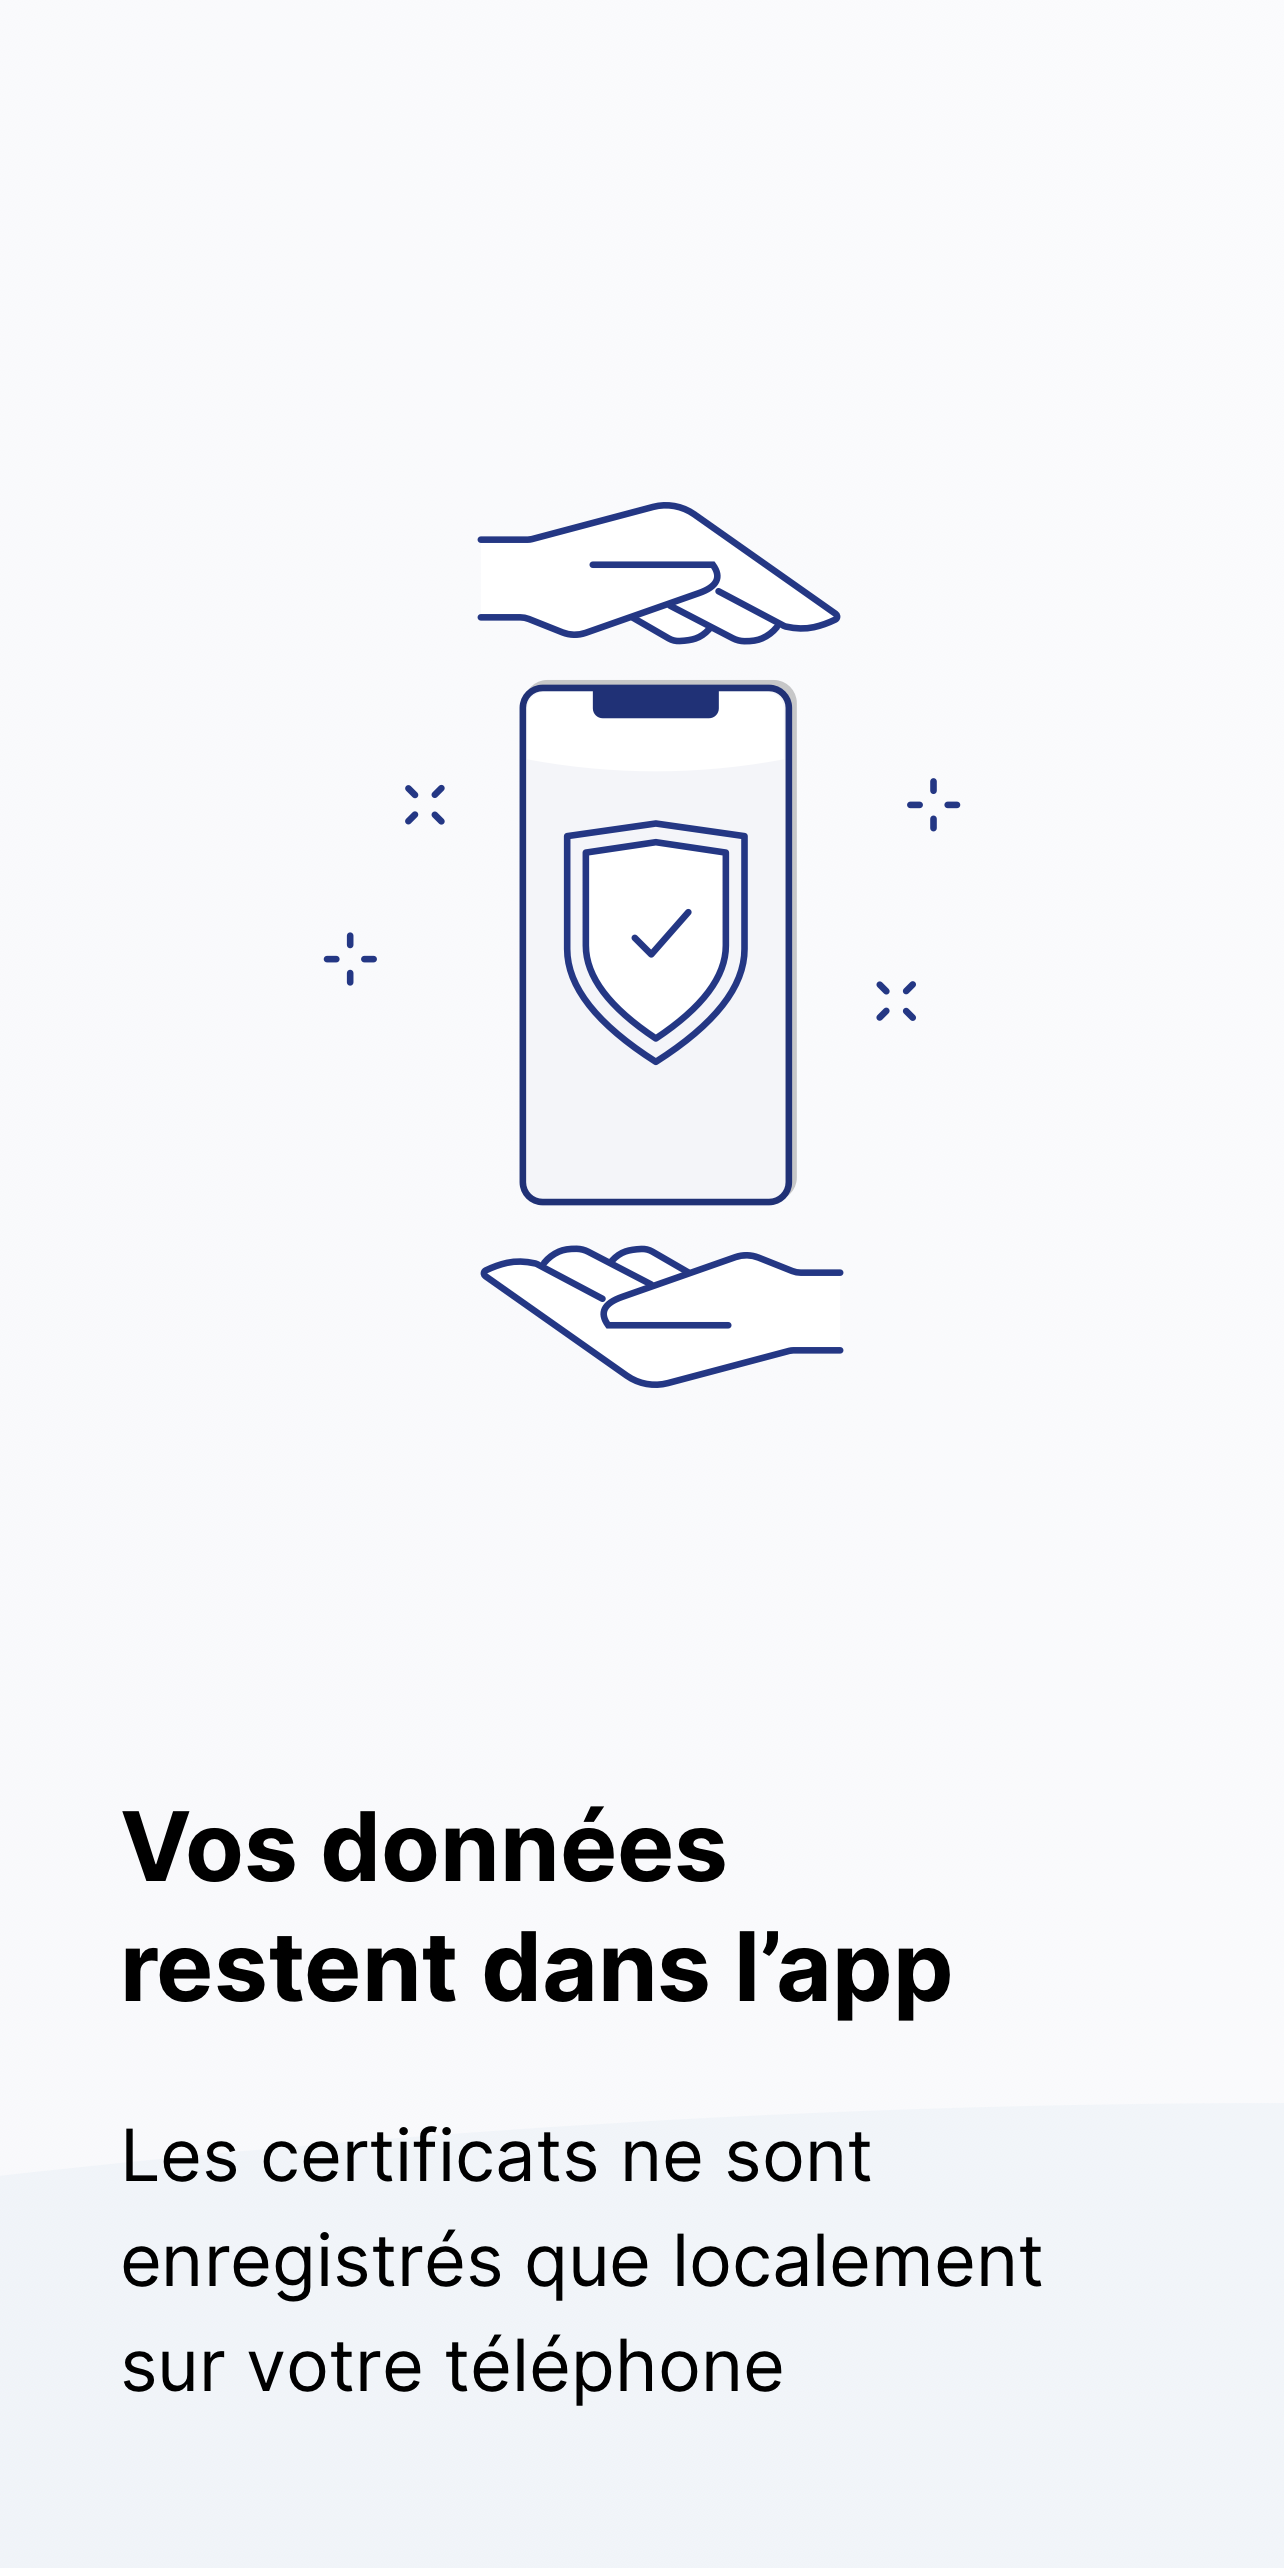 Vos données
restent dans l’app
Les certificats ne sont
enregistrés que localement
sur votre téléphone